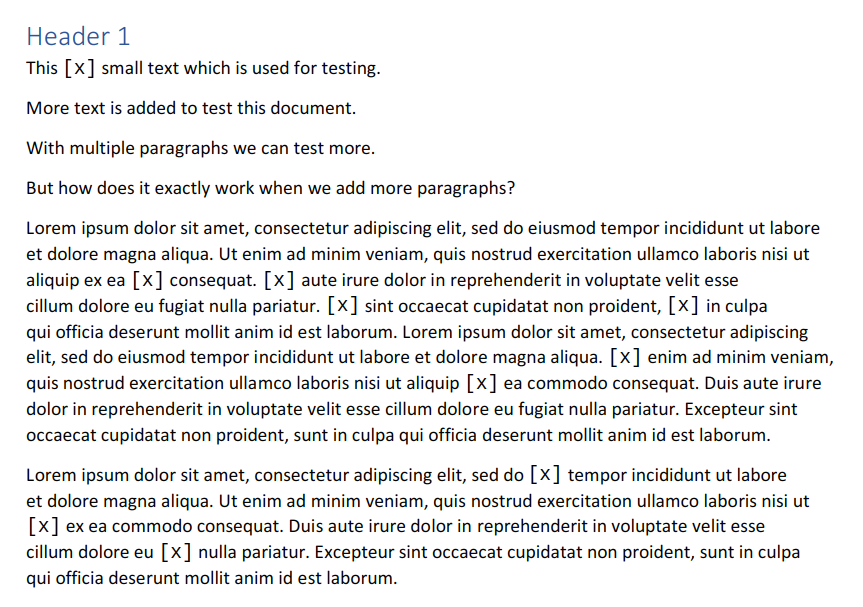 Header 1
This [x] small text which is used for testing.
More text is added to test this document.
With multiple paragraphs we can test more.
But how does it exactly work when we add more paragraphs?
Lorem ipsum dolor sit amet, consectetur adipiscing elit, sed do eiusmod tempor incididunt ut labore
et dolore magna aliqua. Ut enim ad minim veniam, quis nostrud exercitation ullamco laboris nisi ut
aliquip ex ea [x] consequat. [x] aute irure dolor in reprehenderit in voluptate velit esse
cillum dolore eu fugiat nulla pariatur. [x] sint occaecat cupidatat non proident, [x] in culpa
qui officia deserunt mollit anim id est laborum. Lorem ipsum dolor sit amet, consectetur adipiscing
elit, sed do eiusmod tempor incididunt ut labore et dolore magna aliqua. [x] enim ad minim veniam,
quis nostrud exercitation ullamco laboris nisi ut aliquip [x] ea commodo consequat. Duis aute irure
dolor in reprehenderit in voluptate velit esse cillum dolore eu fugiat nulla pariatur. Excepteur sint
occaecat cupidatat non proident, sunt in culpa qui officia deserunt mollit anim id est laborum.
Lorem ipsum dolor sit amet, consectetur adipiscing elit, sed do [x] tempor incididunt ut labore
et dolore magna aliqua. Ut enim ad minim veniam, quis nostrud exercitation ullamco laboris nisi ut
[x] ex ea commodo consequat. Duis aute irure dolor in reprehenderit in voluptate velit esse
cillum dolore eu [x] nulla pariatur. Excepteur sint occaecat cupidatat non proident, sunt in culpa
qui officia deserunt mollit anim id est laborum.